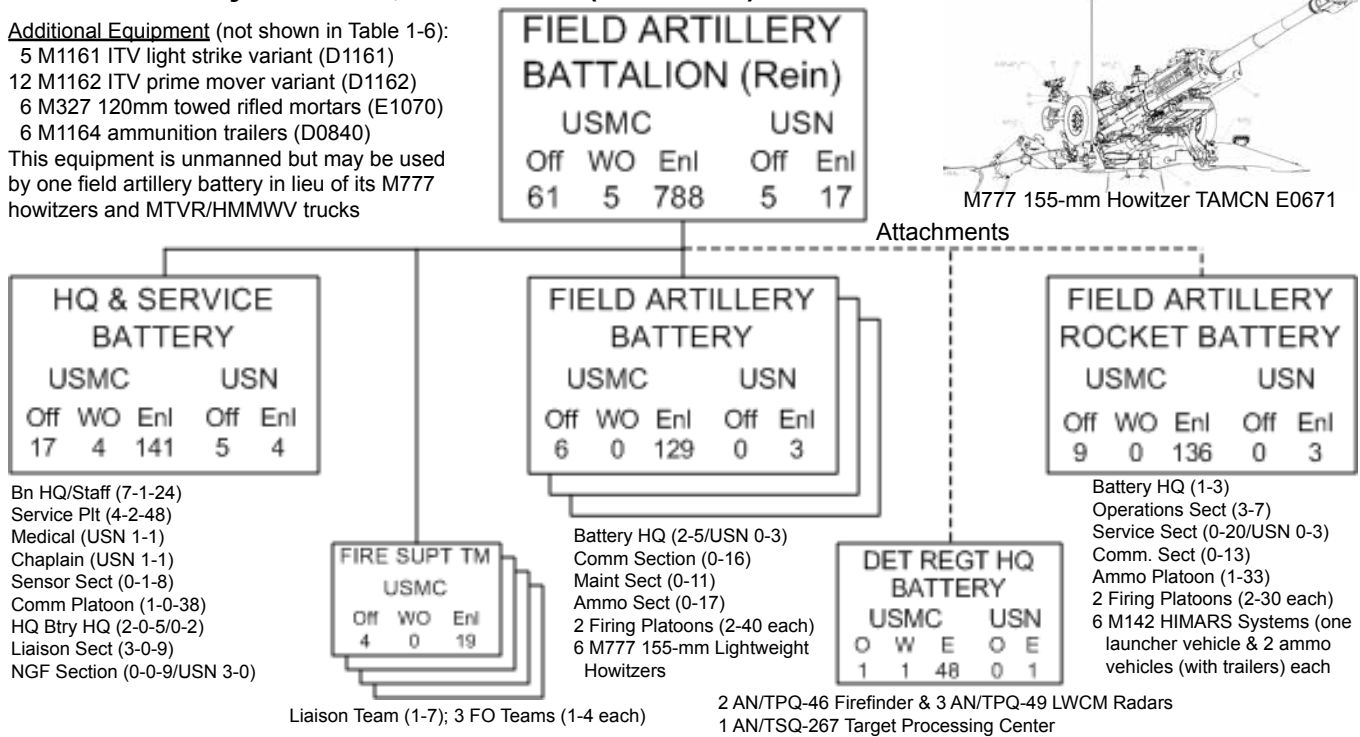 Additional Equipment (not shown in Table 1-6):
5 M1161 ITV light strike variant (D1161)
12 M1162 ITV prime mover variant (D1162)
6 M327 120mm towed rifled mortars (E1070)
6 M1164 ammunition trailers (D0840)
This equipment is unmanned but may be used
by one field artillery battery in lieu of its M777
howitzers and MTVR/HMMWV trucks
FIELD ARTILLERY
BATTALION (Rein)
USMC USN
Off WO Enl Off Enl
61 5 788 5 17
M777 155-mm Howitzer TAMCN E0671
Attachments
HQ & SERVICE
BATTERY
USMC USN
Off WO Enl Off Enl
17 4 141 5 4
Bn HQ/Staff (7-1-24)
Service Plt (4-2-48)
Medical (USN 1-1)
Chaplain (USN 1-1)
Sensor Sect (0-1-8)
Comm Platoon (1-0-38)
HQ Btry HQ (2-0-5/0-2)
Liaison Sect (3-0-9)
NGF Section (0-0-9/USN 3-0)
FIRE SUPT TM
USMC
Off WO Enl
4 0 19
Liaison Team (1-7); 3 FO Teams (1-4 each)
FIELD ARTILLERY
BATTERY
USMC USN
Off WO Enl Off Enl
6 0 129 0 3
Battery HQ (2-5/USN 0-3)
Comm Section (0-16)
Maint Sect (0-11)
Ammo Sect (0-17)
2 Firing Platoons (2-40 each)
6 M777 155-mm Lightweight
Howitzers
DET REGT HQ
BATTERY
USMC USN
O W E O E
1 1 48 0 1
2 AN/TPQ-46 Firefinder & 3 AN/TPQ-49 LWCM Radars
1 AN/TSQ-267 Target Processing Center
FIELD ARTILLERY
ROCKET BATTERY
USMC USN
Off WO Enl Off Enl
9 0 136 0 3
Battery HQ (1-3)
Operations Sect (3-7)
Service Sect (0-20/USN 0-3)
Comm. Sect (0-13)
Ammo Platoon (1-33)
2 Firing Platoons (2-30 each)
6 M142 HIMARS Systems (one
launcher vehicle & 2 ammo
vehicles (with trailers) each